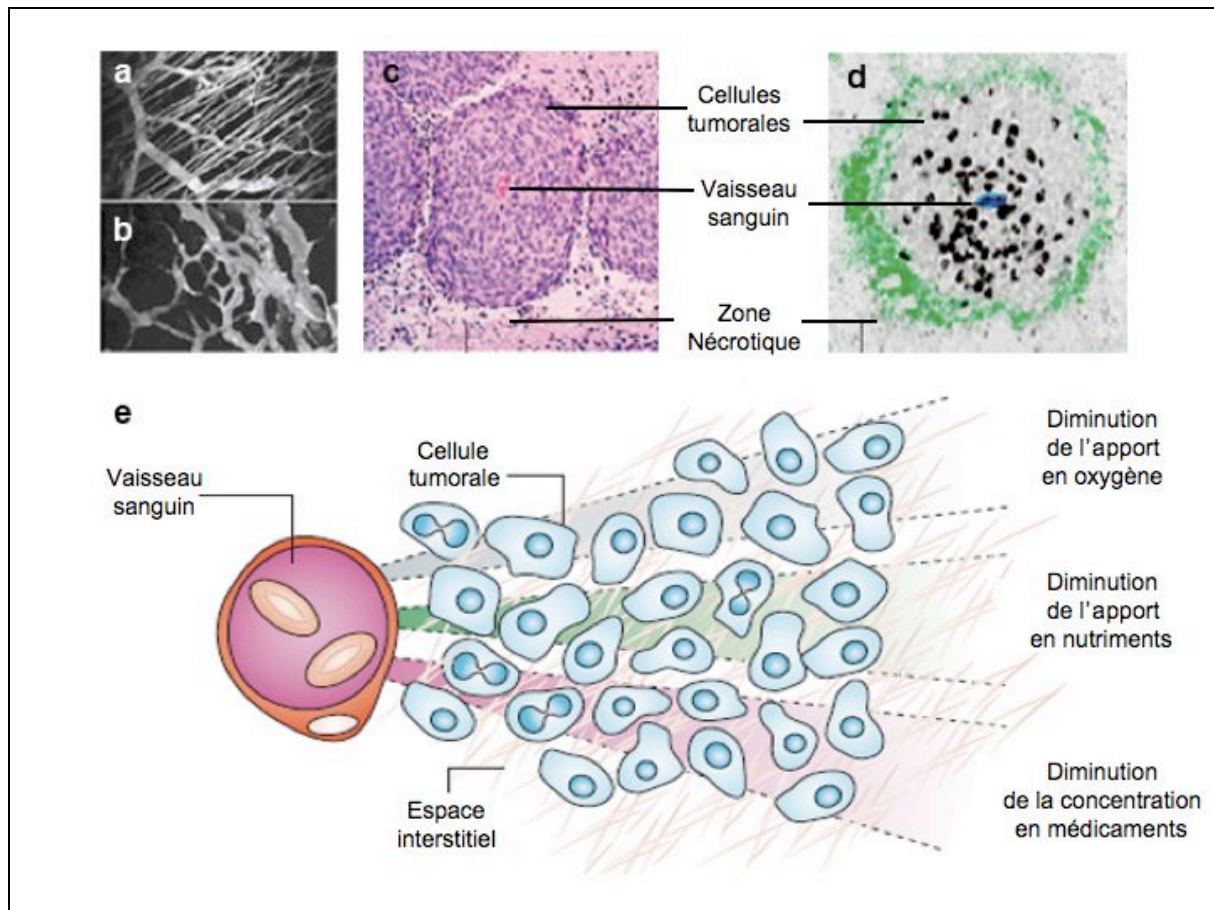 a
b
c
d
Cellules
tumorales
Vaisseau
sanguin
Zone
Nécrotique
e
Vaisseau
sanguin
Cellule
tumorale
Espace
interstitiel
Diminution
de l'apport
en oxygène
Diminution
de l'apport
en nutriments
Diminution
de la concentration
en médicaments